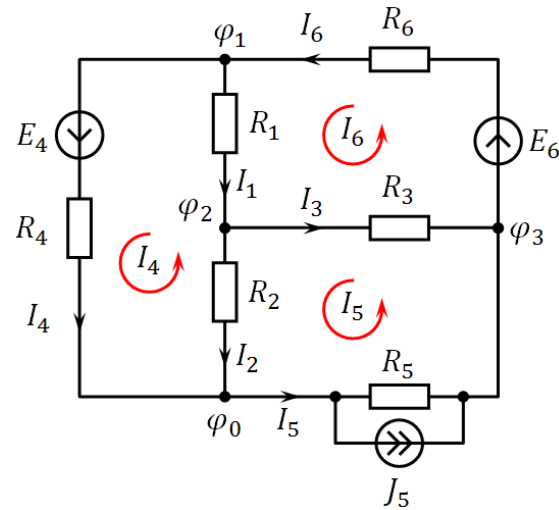 φ₁ I₆ R₆
E₄ R₁ I₆ E₆
I₁
φ₂ I₃ R₃ φ₃
R₄ I₄ R₂ I₅
I₄ I₂ R₅
φ₀ I₅
J₅